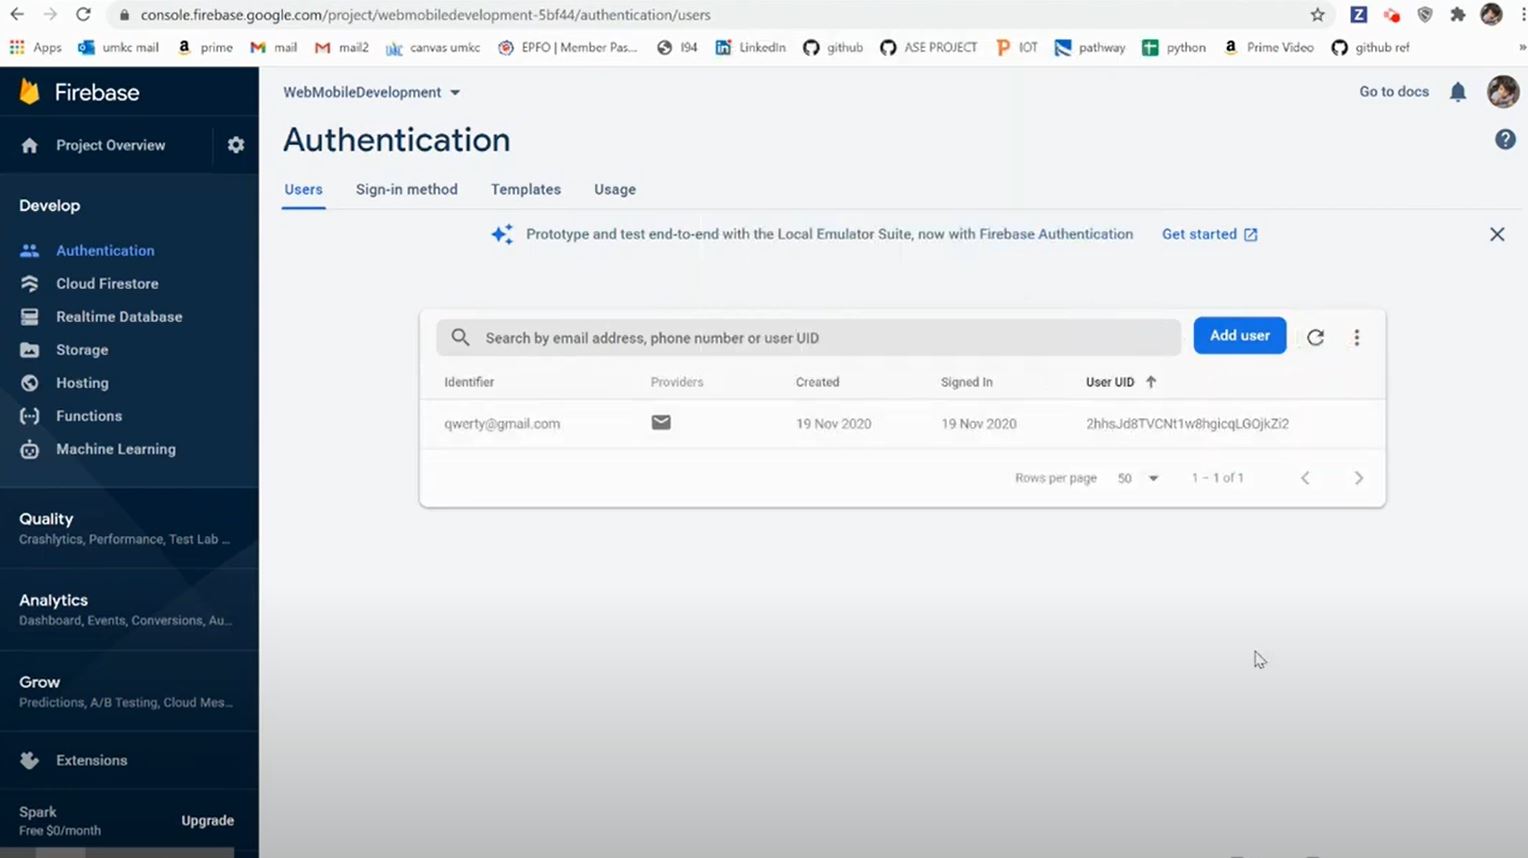 console.firebase.google.com/project/webmobiledevelopment-5bf44/authentication/users
Apps umkc mail prime mail mail2 canvas umkc EPFO | Member Pas... I94 LinkedIn github ASE PROJECT IOT pathway python Prime Video github ref »
Firebase
Project Overview
Develop
Authentication
Cloud Firestore
Realtime Database
Storage
Hosting
Functions
Machine Learning
Quality
Crashlytics, Performance, Test Lab ...
Analytics
Dashboard, Events, Conversions, Au...
Grow
Predictions, A/B Testing, Cloud Mes...
Extensions
Spark
Free $0/month
Upgrade
WebMobileDevelopment
Go to docs
Authentication
Users Sign-in method Templates Usage
Prototype and test end-to-end with the Local Emulator Suite, now with Firebase Authentication Get started
Search by email address, phone number or user UID
Add user
Identifier Providers Created Signed In User UID
qwerty@gmail.com 19 Nov 2020 19 Nov 2020 2hhsJd8TVCNt1w8hgicqLGOjkZi2
Rows per page 50 1 – 1 of 1